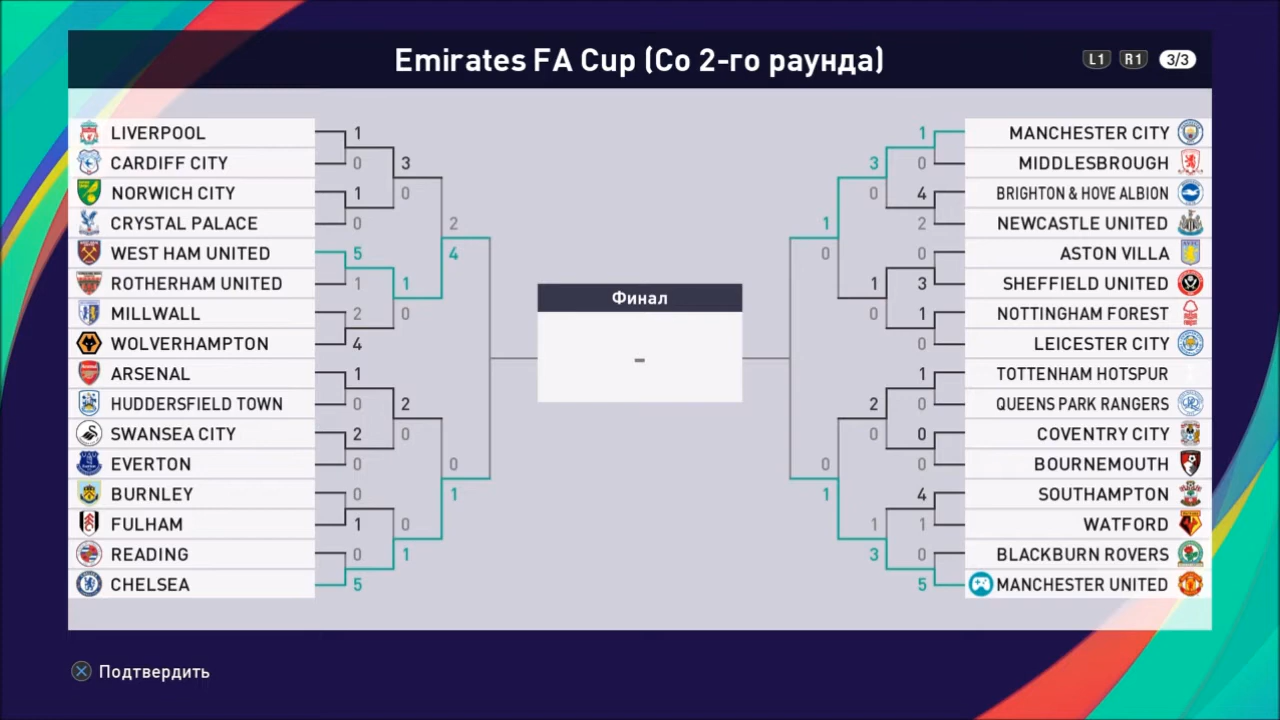 Emirates FA Cup (Со 2-го раунда)
L1 R1 3/3
LIVERPOOL 1 1 MANCHESTER CITY
CARDIFF CITY 0 3 3 0 MIDDLESBROUGH
NORWICH CITY 1 0 0 4 BRIGHTON & HOVE ALBION
CRYSTAL PALACE 0 2 1 2 NEWCASTLE UNITED
WEST HAM UNITED 5 4 0 0 ASTON VILLA
ROTHERHAM UNITED 1 1 1 3 SHEFFIELD UNITED
Финал
MILLWALL 2 0 0 1 NOTTINGHAM FOREST
WOLVERHAMPTON 4 0 LEICESTER CITY
-
ARSENAL 1 1 TOTTENHAM HOTSPUR
HUDDERSFIELD TOWN 0 2 2 0 QUEENS PARK RANGERS
SWANSEA CITY 2 0 0 0 COVENTRY CITY
EVERTON 0 0 0 0 BOURNEMOUTH
BURNLEY 0 1 1 4 SOUTHAMPTON
FULHAM 1 0 1 1 WATFORD
READING 0 1 3 0 BLACKBURN ROVERS
CHELSEA 5 5 MANCHESTER UNITED
Подтвердить